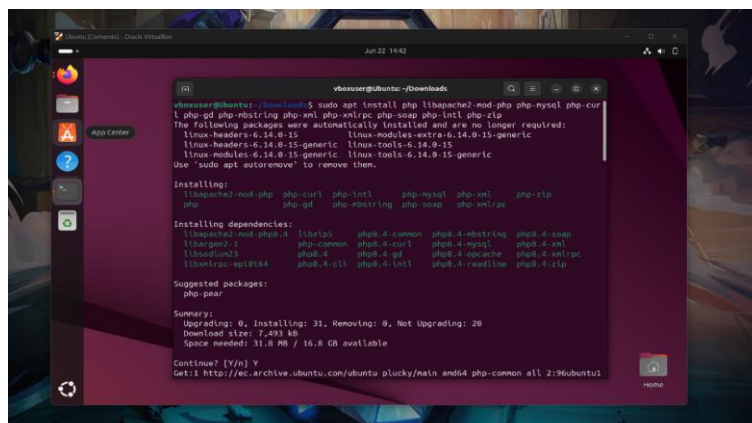 Ubuntu [Corriendo] - Oracle VirtualBox
Jun 22 14:42
App Center
vboxuser@Ubuntu: ~/Downloads
vboxuser@Ubuntu:~/Downloads$ sudo apt install php libapache2-mod-php php-mysql php-cur
l php-gd php-mbstring php-xml php-xmlrpc php-soap php-intl php-zip
The following packages were automatically installed and are no longer required:
linux-headers-6.14.0-15 linux-modules-extra-6.14.0-15-generic
linux-headers-6.14.0-15-generic linux-tools-6.14.0-15
linux-modules-6.14.0-15-generic linux-tools-6.14.0-15-generic
Use 'sudo apt autoremove' to remove them.
Installing:
libapache2-mod-php php-curl php-intl php-mysql php-xml php-zip
php php-gd php-mbstring php-soap php-xmlrpc
Installing dependencies:
libapache2-mod-php8.4 libzip5 php8.4-common php8.4-mbstring php8.4-soap
libargon2-1 php-common php8.4-curl php8.4-mysql php8.4-xml
libsodium23 php8.4 php8.4-gd php8.4-opcache php8.4-xmlrpc
libxmlrpc-epi0t64 php8.4-cli php8.4-intl php8.4-readline php8.4-zip
Suggested packages:
php-pear
Summary:
Upgrading: 0, Installing: 31, Removing: 0, Not Upgrading: 20
Download size: 7,493 kB
Space needed: 31.8 MB / 16.8 GB available
Continue? [Y/n] Y
Get:1 http://ec.archive.ubuntu.com/ubuntu plucky/main amd64 php-common all 2:96ubuntu1
Home